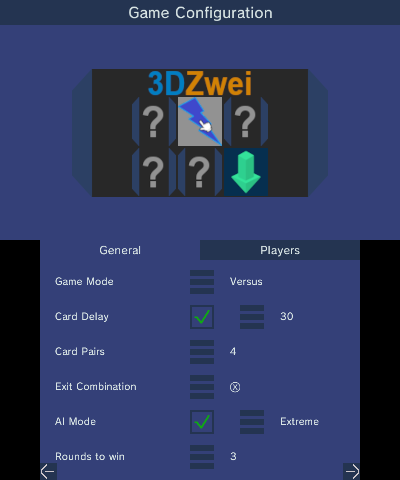 Game Configuration
3DZwei
? ?
? ?
General Players
Game Mode Versus
Card Delay 30
Card Pairs 4
Exit Combination Ⓧ
AI Mode Extreme
Rounds to win 3